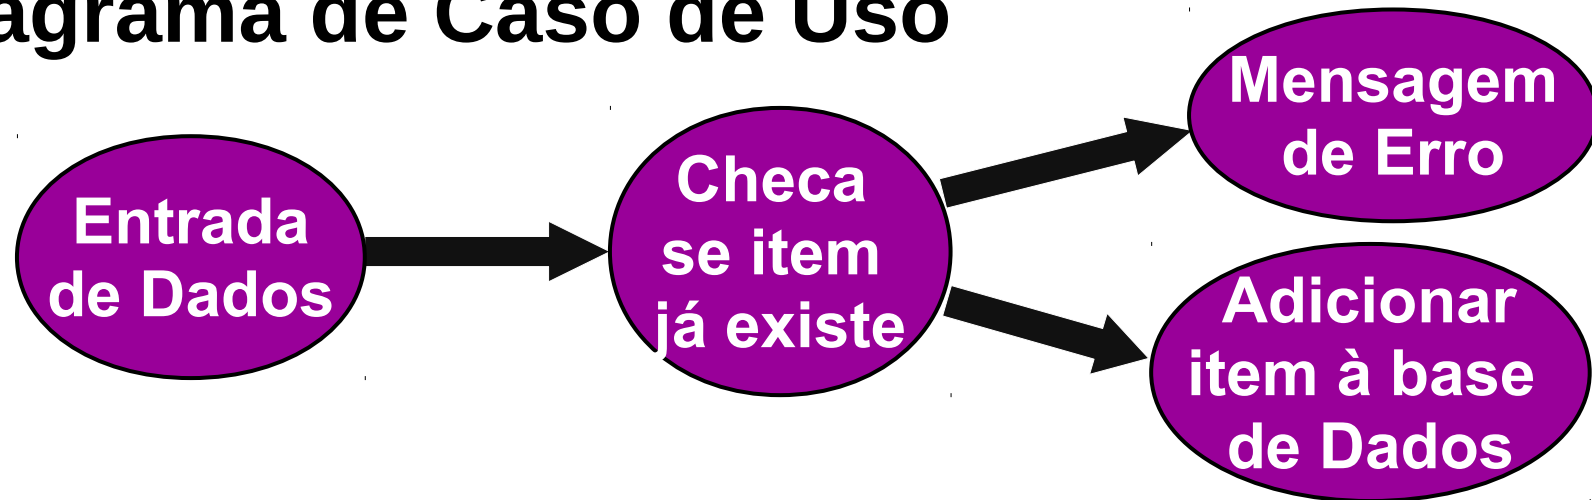 agrama de Caso de Uso
Entrada
de Dados
Checa
se item
já existe
Mensagem
de Erro
Adicionar
item à base
de Dados